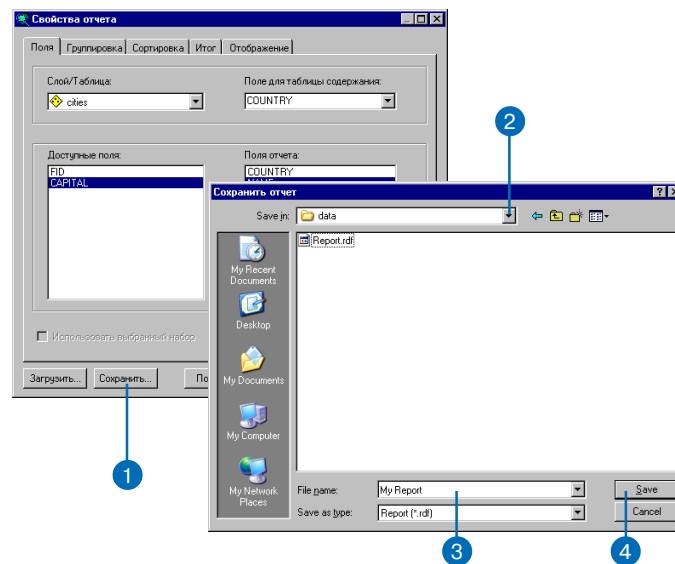 Свойства отчета
Поля Группировка Сортировка Итог Отображение
Слой/Таблица: Поле для таблицы содержания:
cities COUNTRY
2
Доступные поля: Поля отчета:
FID COUNTRY
CAPITAL NAME
Сохранить отчет
Save in: data
Report.rdf
My Recent
Documents
Desktop
Использовать выбранный набор
My Documents
Загрузить... Сохранить... По
My Computer
1
My Network
Places
File name: My Report Save
Save as type: Report (*.rdf) Cancel
3 4